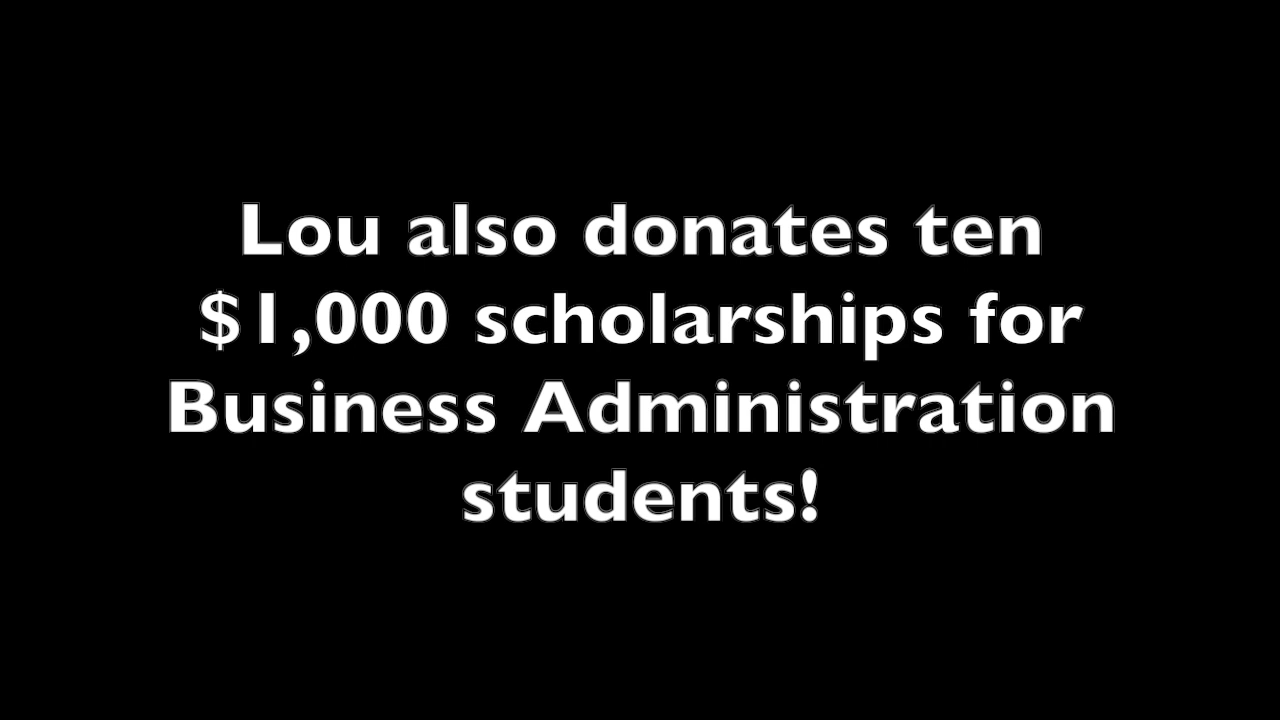 Lou also donates ten
$1,000 scholarships for
Business Administration
students!